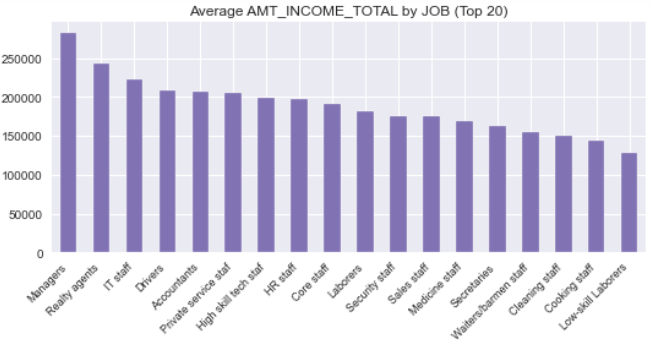 Average AMT_INCOME_TOTAL by JOB (Top 20)
250000
200000
150000
100000
50000
0
Managers
Realty agents
IT staff
Drivers
Accountants
Private service staf
High skill tech staf
HR staff
Core staff
Laborers
Security staff
Sales staff
Medicine staff
Secretaries
Waiters/barmen staff
Cleaning staff
Cooking staff
Low-skill Laborers